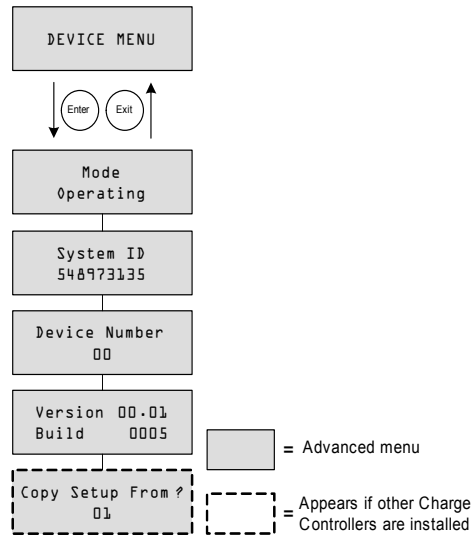 DEVICE MENU
Enter
Exit
Mode
Operating
System ID
548973135
Device Number
00
Version 00.01
Build 0005
Copy Setup From?
01
= Advanced menu
= Appears if other Charge
Controllers are installed